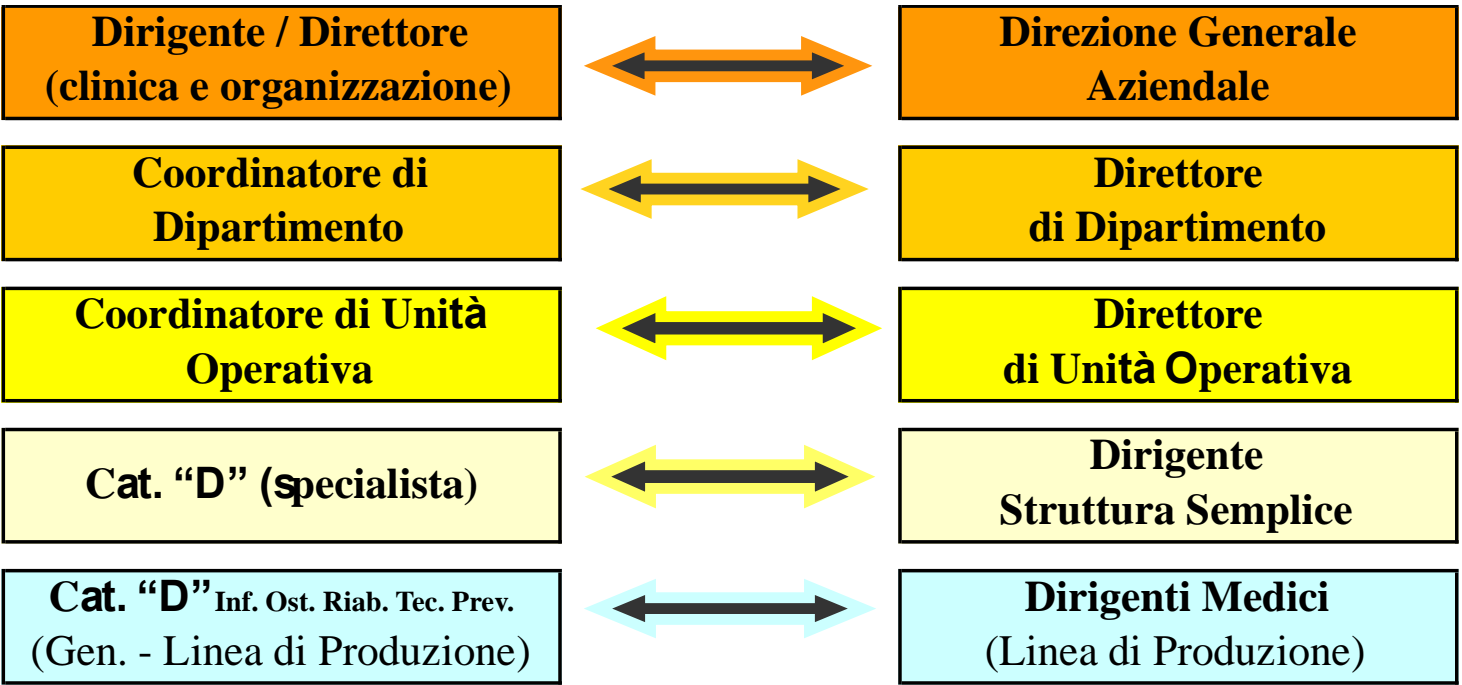 Dirigente / Direttore
(clinica e organizzazione)
Direzione Generale
Aziendale
Coordinatore di
Dipartimento
Direttore
di Dipartimento
Coordinatore di Unità
Operativa
Direttore
di Unità Operativa
Cat. “D” (specialista)
Dirigente
Struttura Semplice
Cat. “D” Inf. Ost. Riab. Tec. Prev.
(Gen. - Linea di Produzione)
Dirigenti Medici
(Linea di Produzione)